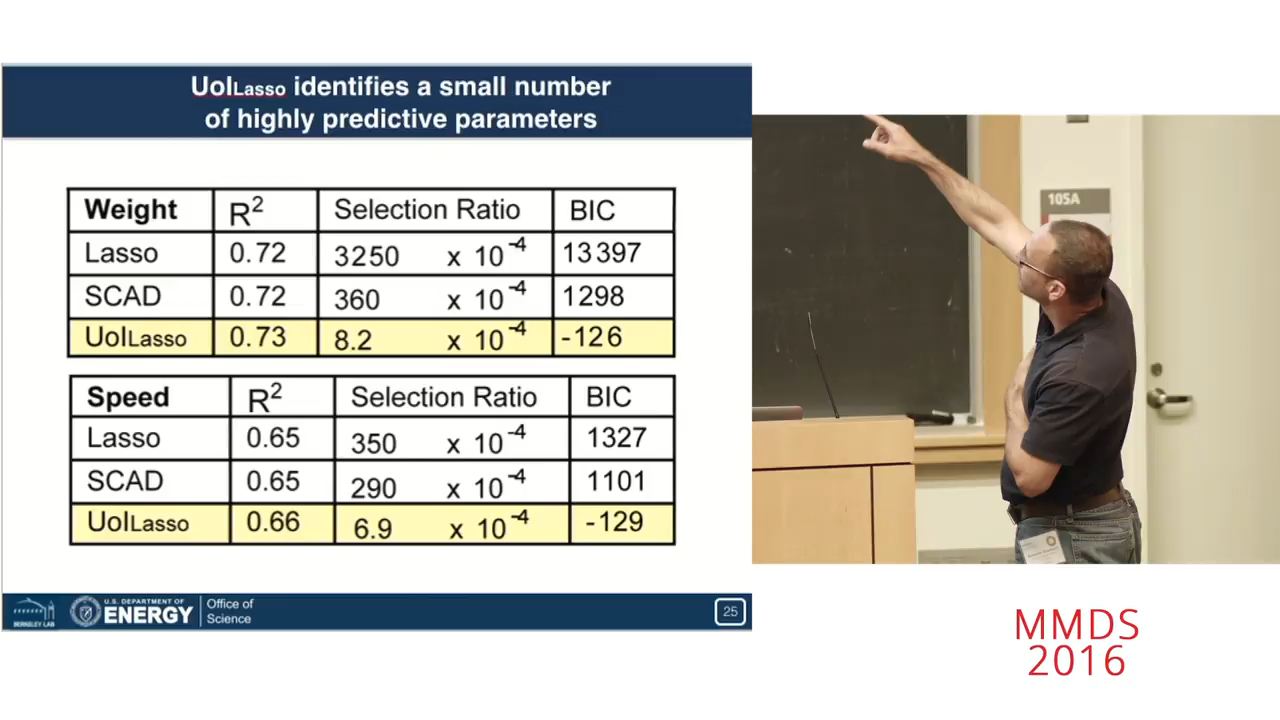 UoILasso identifies a small number
of highly predictive parameters
Weight R² Selection Ratio BIC
Lasso 0.72 3250 x 10⁻⁴ 13397
SCAD 0.72 360 x 10⁻⁴ 1298
UoILasso 0.73 8.2 x 10⁻⁴ -126
Speed R² Selection Ratio BIC
Lasso 0.65 350 x 10⁻⁴ 1327
SCAD 0.65 290 x 10⁻⁴ 1101
UoILasso 0.66 6.9 x 10⁻⁴ -129
BERKELEY LAB
U.S. DEPARTMENT OF
ENERGY
Office of
Science
25
105A
MMDS
2016